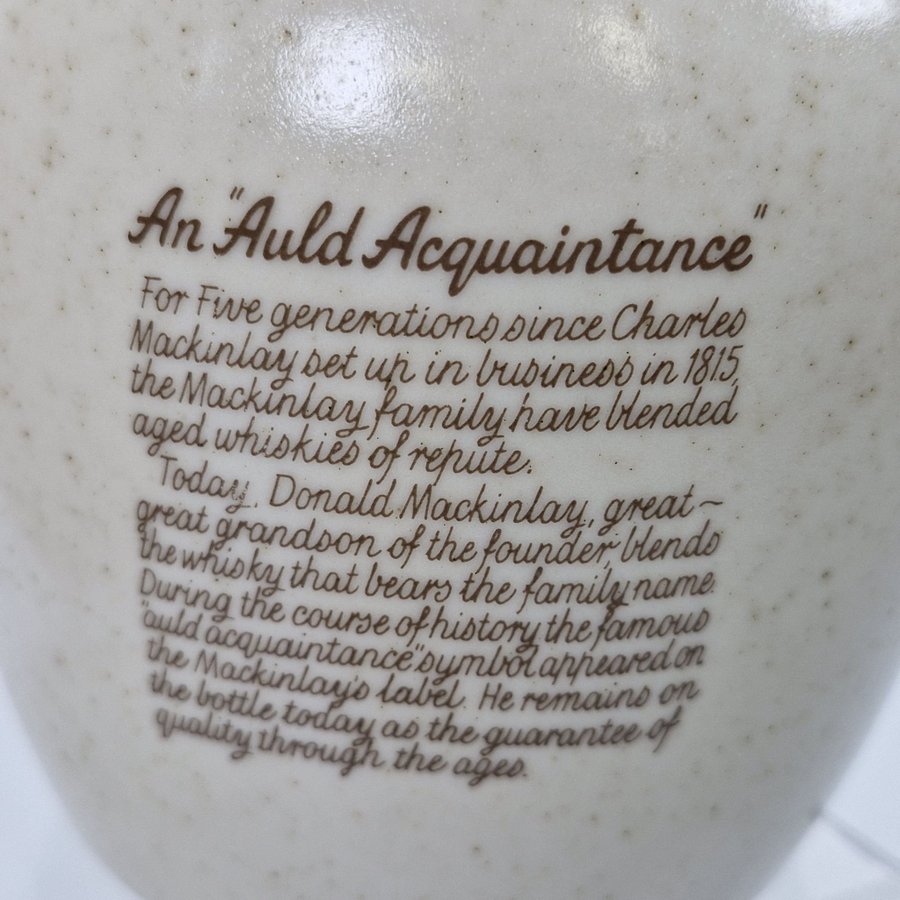 An "Auld Acquaintance"
For Five generations since Charles
Mackinlay set up in business in 1815,
the Mackinlay family have blended
aged whiskies of repute.
Today, Donald Mackinlay, great-
great grandson of the founder, blends
the whisky that bears the family name.
During the course of history the famous
"auld acquaintance" symbol appeared on
the Mackinlay's label. He remains on
the bottle today as the guarantee of
quality through the ages.